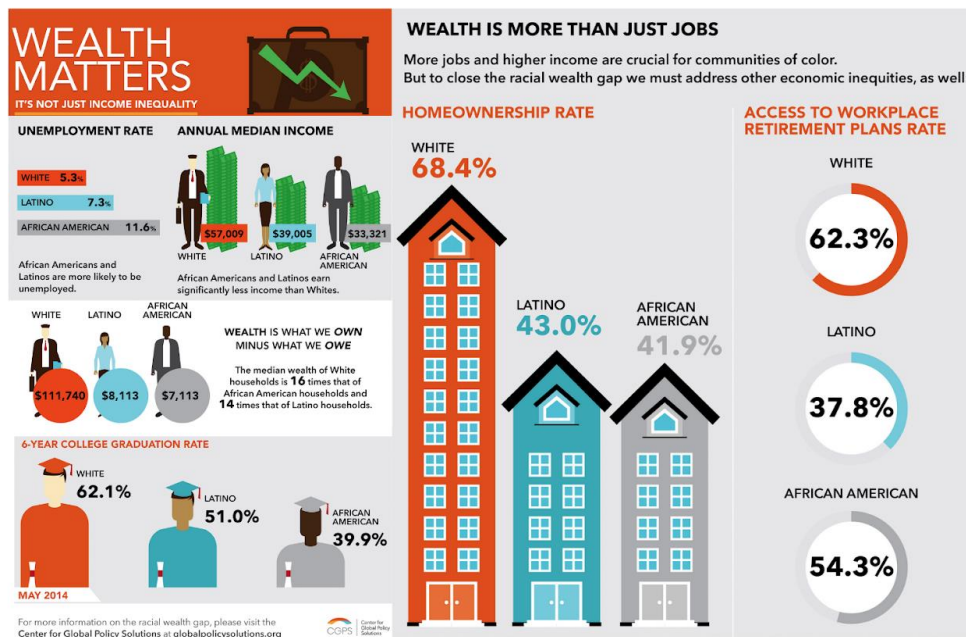 WEALTH
MATTERS
IT'S NOT JUST INCOME INEQUALITY
UNEMPLOYMENT RATE
WHITE 5.3%
LATINO 7.3%
AFRICAN AMERICAN 11.6%
African Americans and
Latinos are more likely to be
unemployed.
ANNUAL MEDIAN INCOME
$57,009
WHITE
$39,005
LATINO
$33,321
AFRICAN
AMERICAN
African Americans and Latinos earn
significantly less income than Whites.
WHITE
$111,740
LATINO
$8,113
AFRICAN
AMERICAN
$7,113
WEALTH IS WHAT WE OWN
MINUS WHAT WE OWE
The median wealth of White
households is 16 times that of
African American households and
14 times that of Latino households.
6-YEAR COLLEGE GRADUATION RATE
WHITE
62.1%
LATINO
51.0%
AFRICAN
AMERICAN
39.9%
MAY 2014
For more information on the racial wealth gap, please visit the
Center for Global Policy Solutions at globalpolicysolutions.org
CGPS
Center for
Global Policy
Solutions
WEALTH IS MORE THAN JUST JOBS
More jobs and higher income are crucial for communities of color.
But to close the racial wealth gap we must address other economic inequities, as well
HOMEOWNERSHIP RATE
WHITE
68.4%
LATINO
43.0%
AFRICAN
AMERICAN
41.9%
ACCESS TO WORKPLACE
RETIREMENT PLANS RATE
WHITE
62.3%
LATINO
37.8%
AFRICAN AMERICAN
54.3%